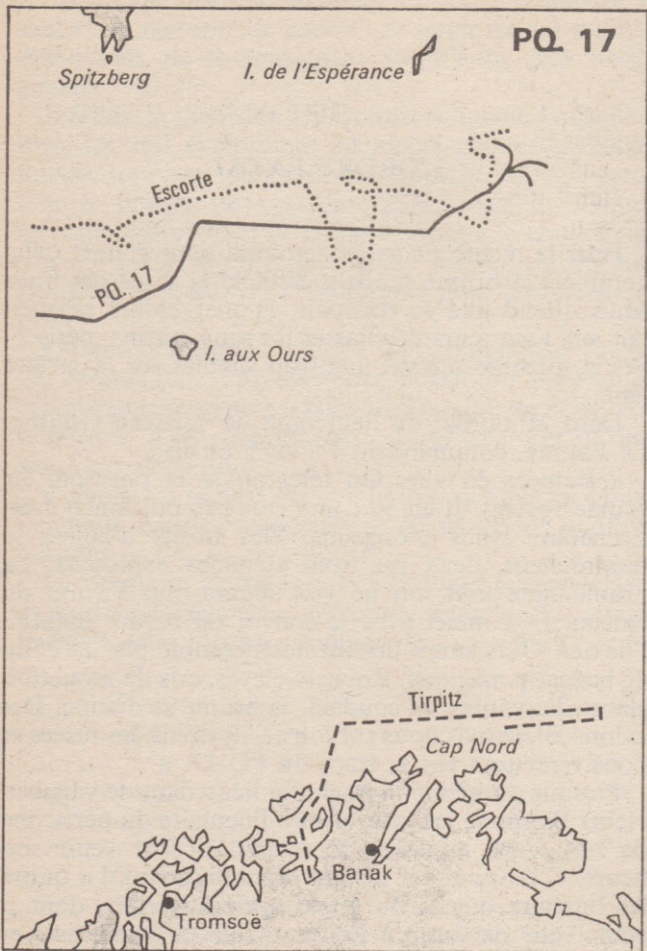 PQ. 17
Spitzberg
I. de l'Espérance
Escorte
PQ. 17
I. aux Ours
Tirpitz
Cap Nord
Banak
Tromsoë